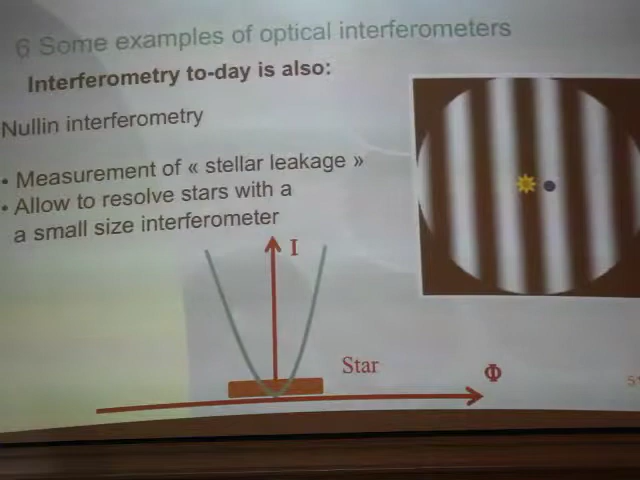 6 Some examples of optical interferometers
Interferometry to-day is also:
Nullin interferometry
• Measurement of « stellar leakage »
• Allow to resolve stars with a
a small size interferometer
I
Star
Φ